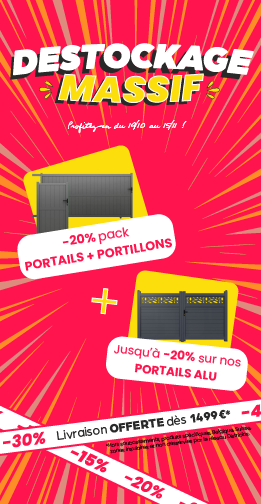 DESTOCKAGE
MASSIF
Profitez-en du 19/10 au 15/11 !
-20% pack
PORTAILS + PORTILLONS
+
Jusqu'à -20% sur nos
PORTAILS ALU
-30% Livraison OFFERTE dès 1499€* -4
-15%
-20%